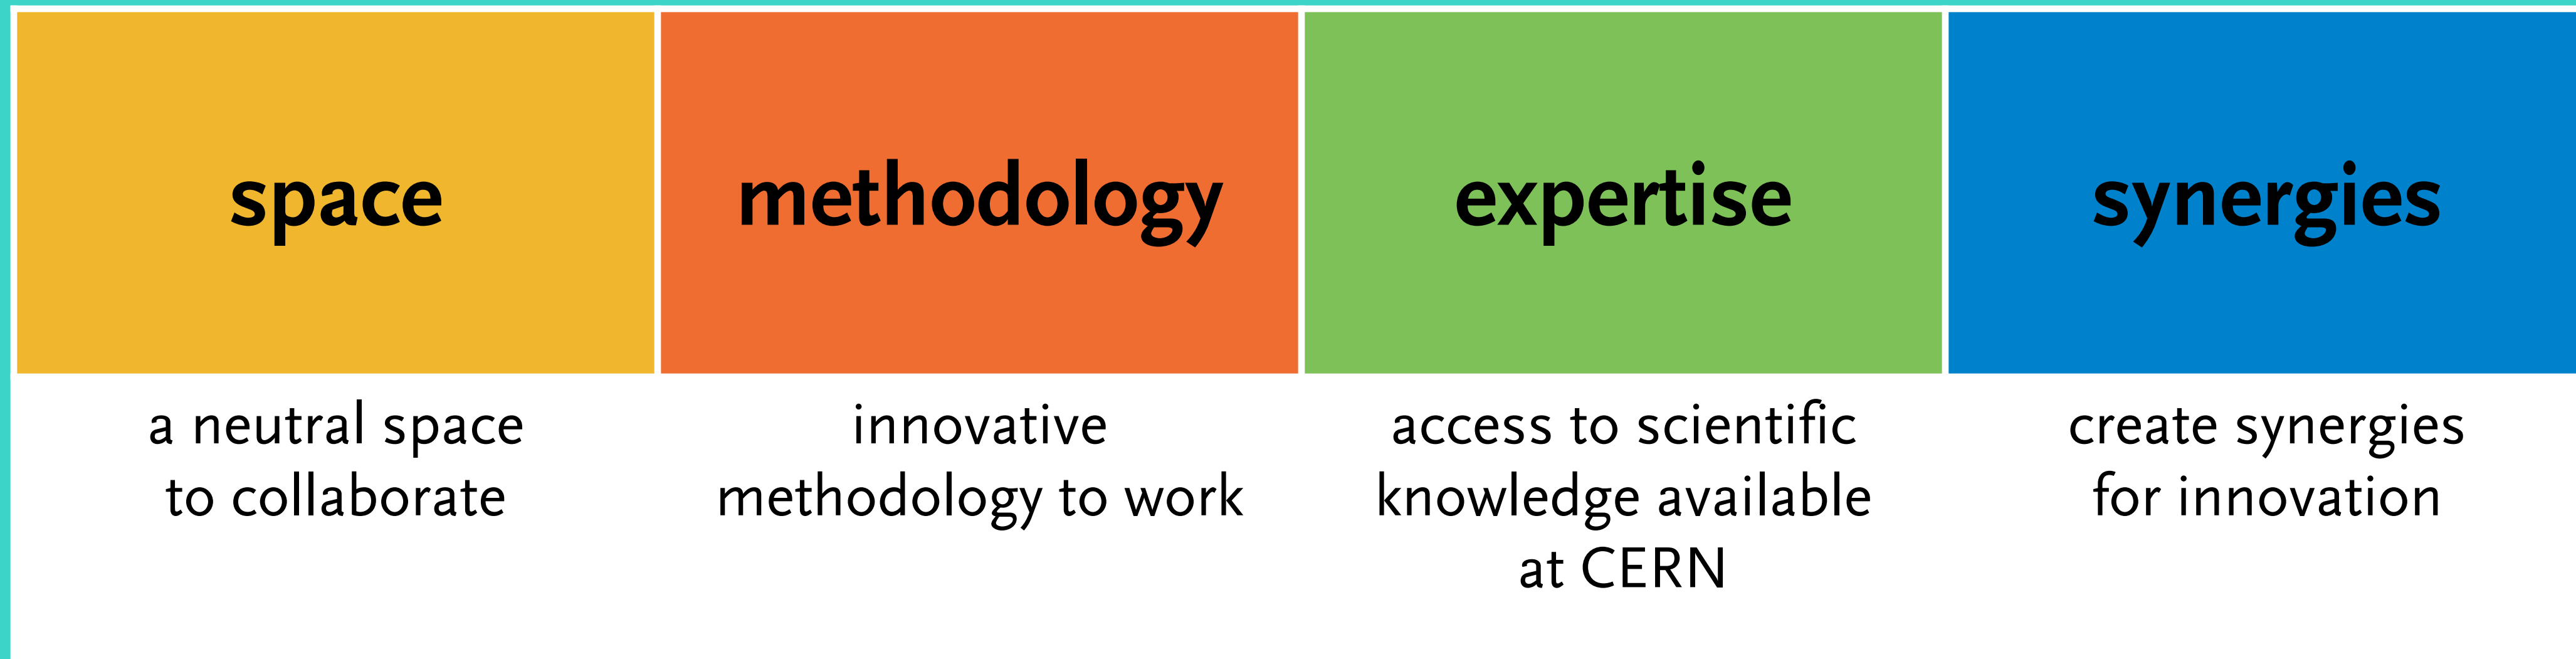 space
methodology
expertise
synergies
a neutral space
to collaborate
innovative
methodology to work
access to scientific
knowledge available
at CERN
create synergies
for innovation